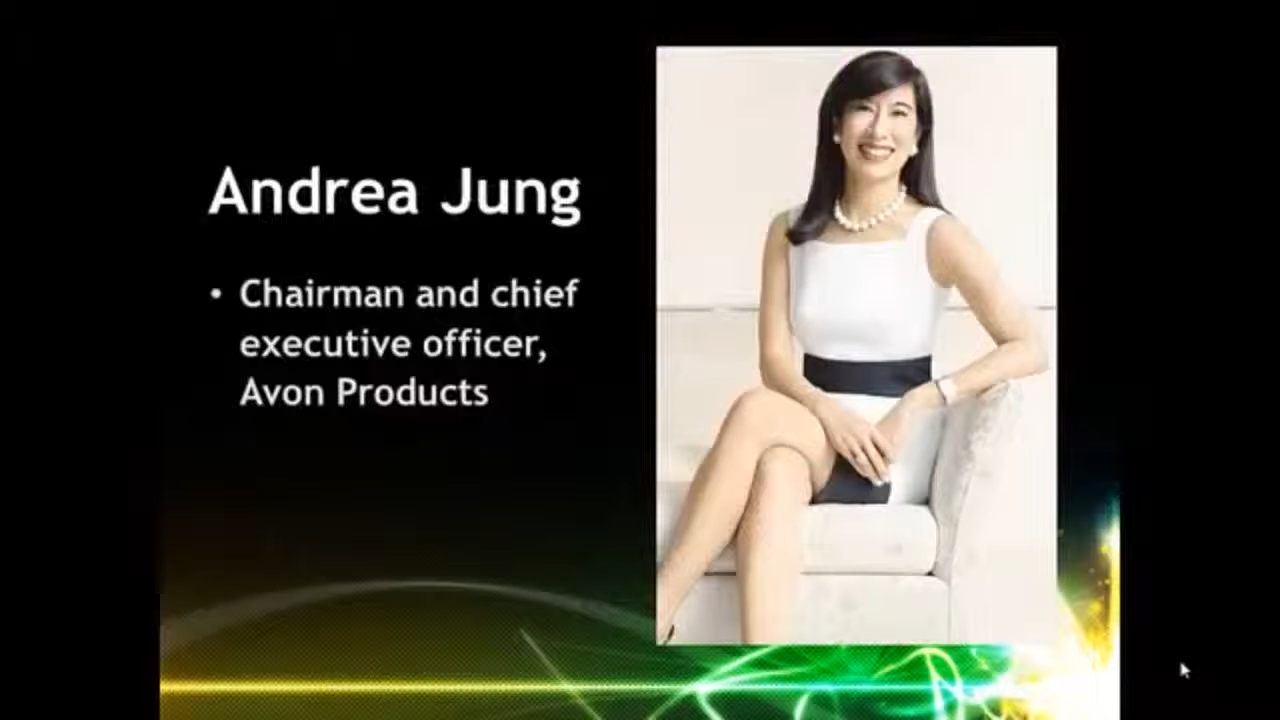 Andrea Jung
• Chairman and chief
executive officer,
Avon Products